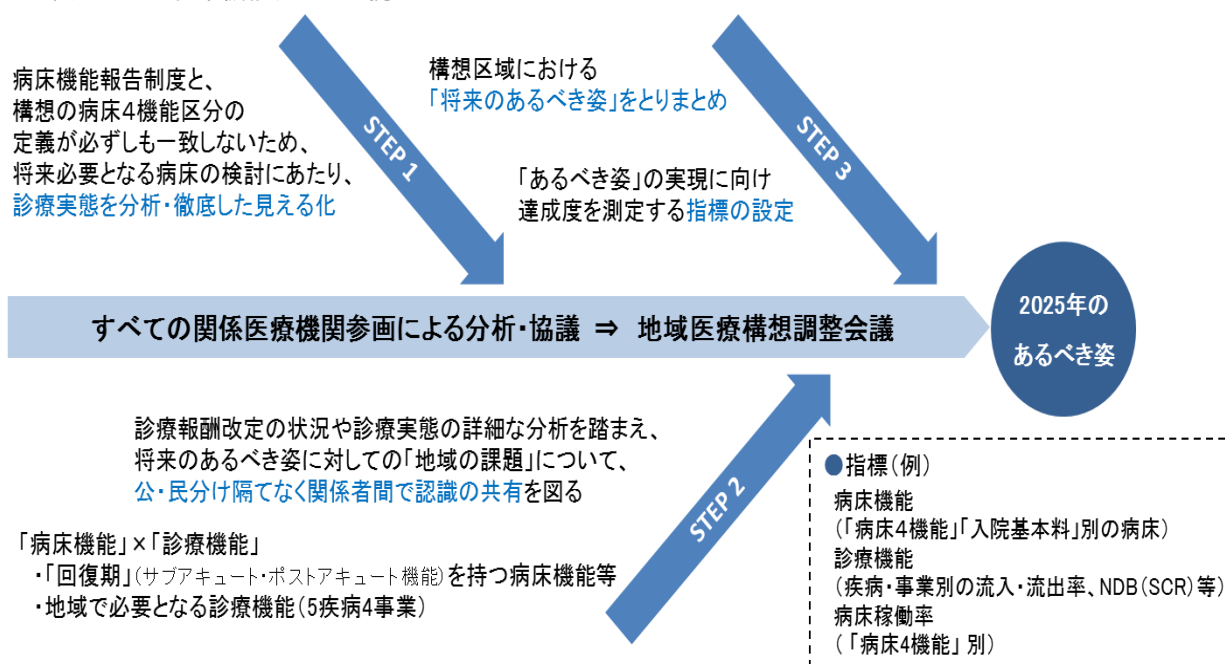 病床機能報告制度と、
構想の病床4機能区分の
定義が必ずしも一致しないため、
将来必要となる病床の検討にあたり、
診療実態を分析・徹底した見える化
STEP 1
構想区域における
「将来のあるべき姿」をとりまとめ
「あるべき姿」の実現に向け
達成度を測定する指標の設定
STEP 3
すべての関係医療機関参画による分析・協議 ⇒ 地域医療構想調整会議
2025年の
あるべき姿
診療報酬改定の状況や診療実態の詳細な分析を踏まえ、
将来のあるべき姿に対しての「地域の課題」について、
公・民分け隔てなく関係者間で認識の共有を図る
STEP 2
「病床機能」×「診療機能」
・「回復期」(サブアキュート・ポストアキュート機能)を持つ病床機能等
・地域で必要となる診療機能(5疾病4事業)
●指標(例)
病床機能
(「病床4機能」「入院基本料」別の病床)
診療機能
(疾病・事業別の流入・流出率、NDB(SCR)等)
病床稼働率
(「病床4機能」別)